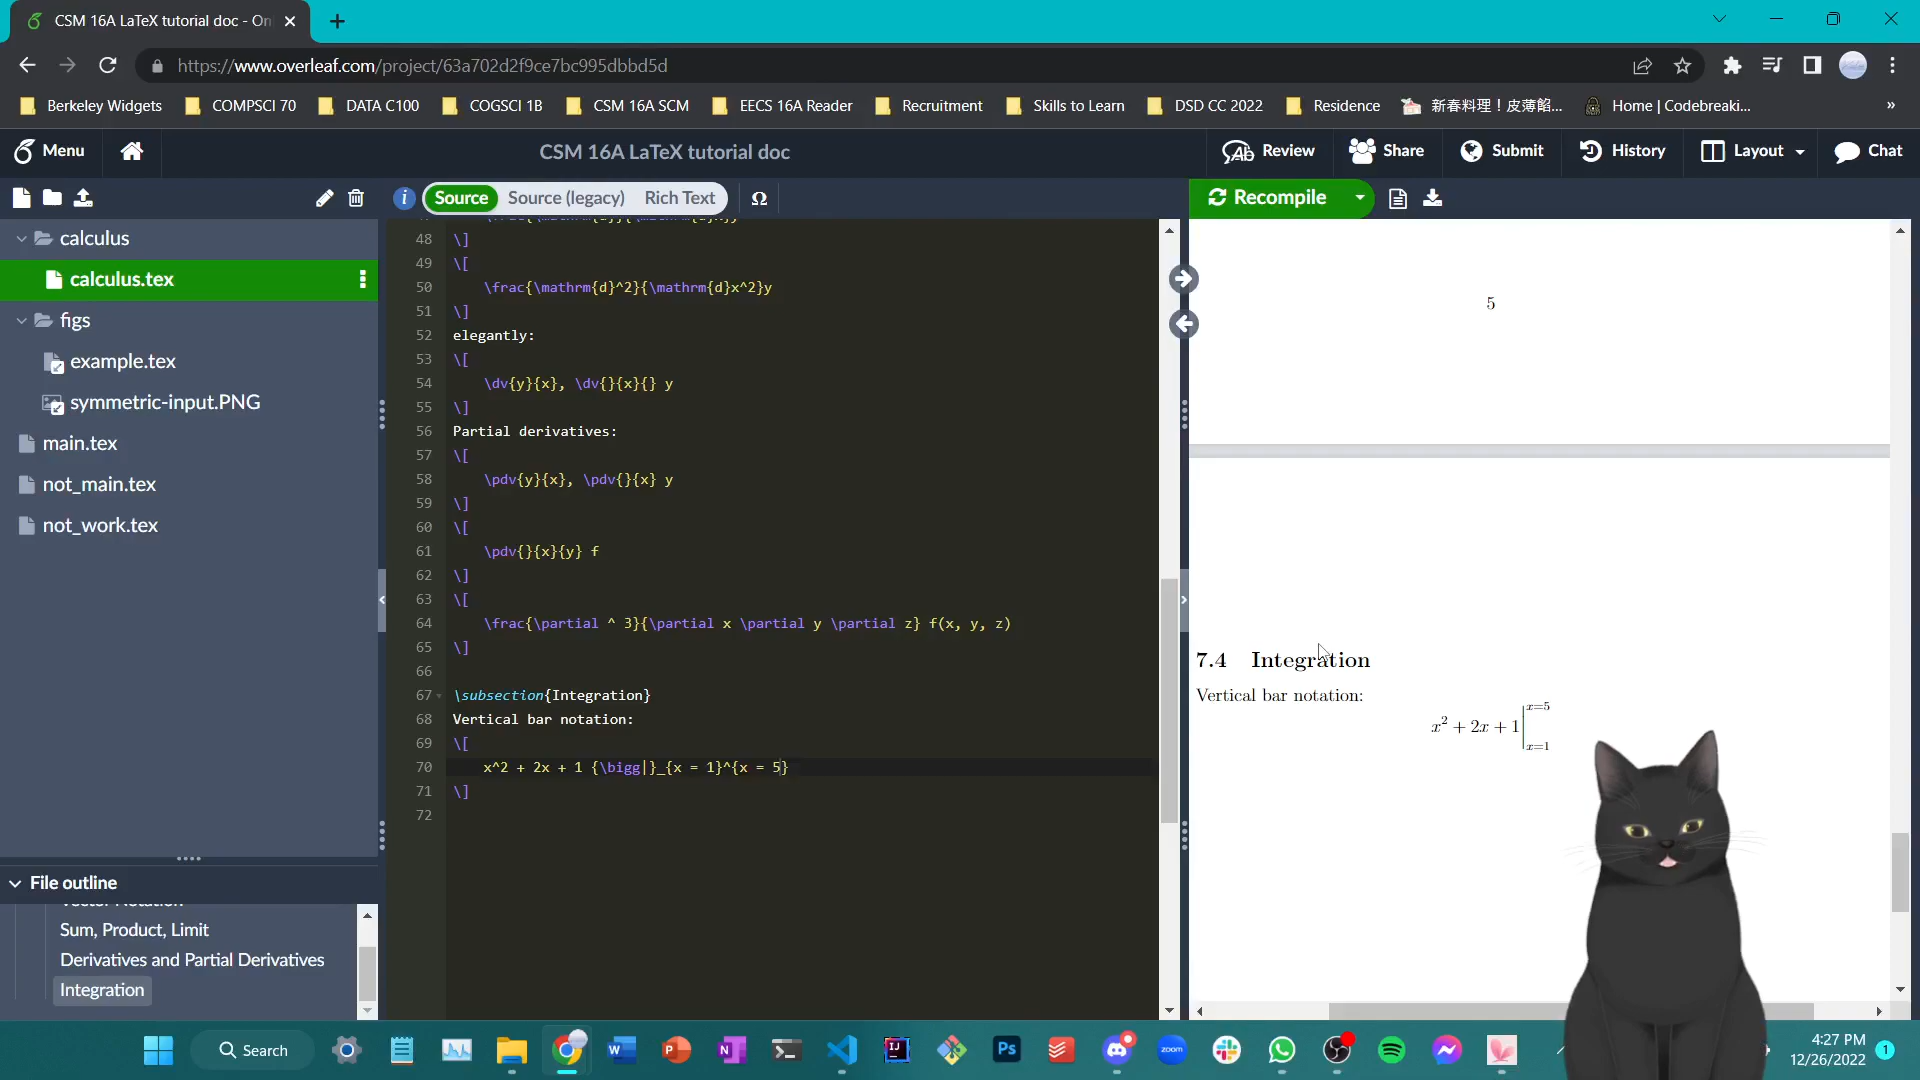 CSM 16A LaTeX tutorial doc - On
https://www.overleaf.com/project/63a702d2f9ce7bc995dbbd5d
Berkeley Widgets COMPSCI 70 DATA C100 COGSCI 1B CSM 16A SCM EECS 16A Reader Recruitment Skills to Learn DSD CC 2022 Residence 新春料理！皮薄餡... Home | Codebreaki... »
Menu CSM 16A LaTeX tutorial doc Review Share Submit History Layout Chat
Source Source (legacy) Rich Text Ω Recompile
calculus
calculus.tex
figs
example.tex
symmetric-input.PNG
main.tex
not_main.tex
not_work.tex
File outline
Sum, Product, Limit
Derivatives and Partial Derivatives
Integration
48 \]
49 \[
50 \frac{\mathrm{d}^2}{\mathrm{d}x^2}y
51 \]
52 elegantly:
53 \[
54 \dv{y}{x}, \dv{}{x}{} y
55 \]
56 Partial derivatives:
57 \[
58 \pdv{y}{x}, \pdv{}{x} y
59 \]
60 \[
61 \pdv{}{x}{y} f
62 \]
63 \[
64 \frac{\partial ^ 3}{\partial x \partial y \partial z} f(x, y, z)
65 \]
66
67 \subsection{Integration}
68 Vertical bar notation:
69 \[
70 x^2 + 2x + 1 {\bigg|}_{x = 1}^{x = 5}
71 \]
72
5
7.4 Integration
Vertical bar notation:
x² + 2x + 1|
x=5
x=1
Search
zoom
Ps
4:27 PM
12/26/2022
1